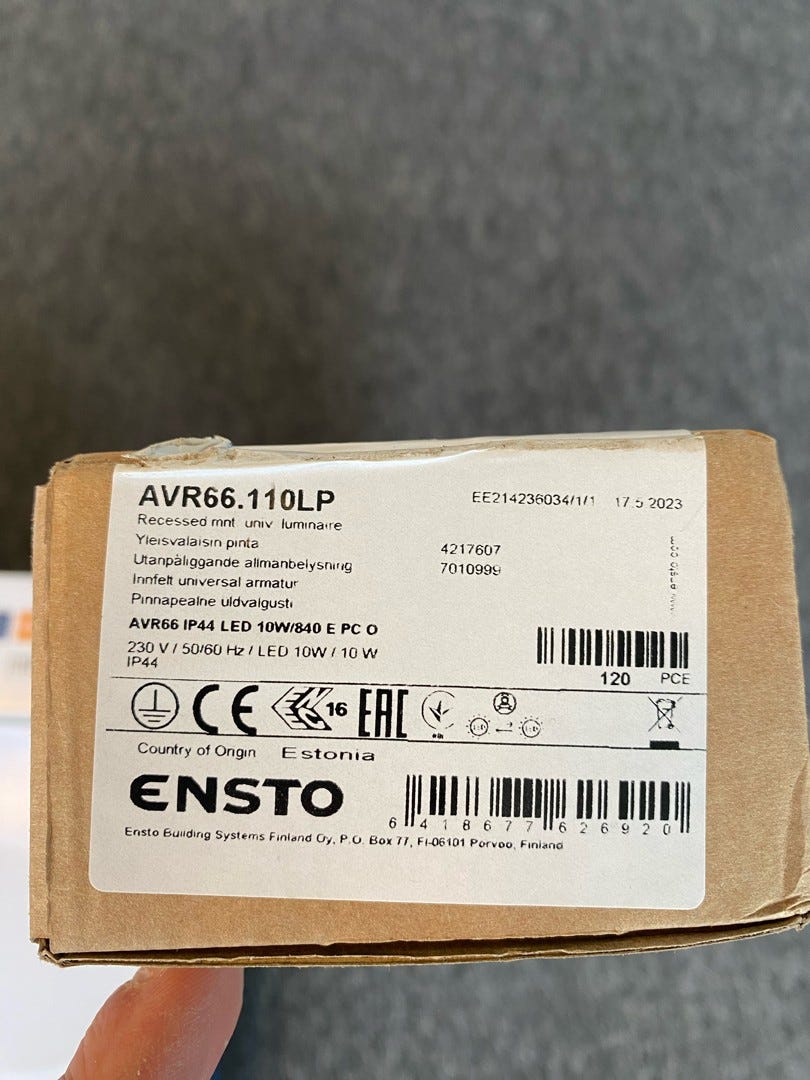 AVR66.110LP
EE214236034/1/1 17.5.2023
Recessed mnt univ luminaire
Yleisvalaisin pinta
4217607
Utanpåliggande allmanbelysning
7010999
Innfelt universal armatur
Pinnapealne uldvalgusti
AVR66 IP44 LED 10W/840 E PC O
230 V / 50/60 Hz / LED 10W / 10 W
IP44
120 PCE
CE
16
EAC
Country of Origin Estonia
ENSTO
6 418677 626920
Ensto Building Systems Finland Oy, P.O. Box 77, FI-06101 Porvoo, Finland